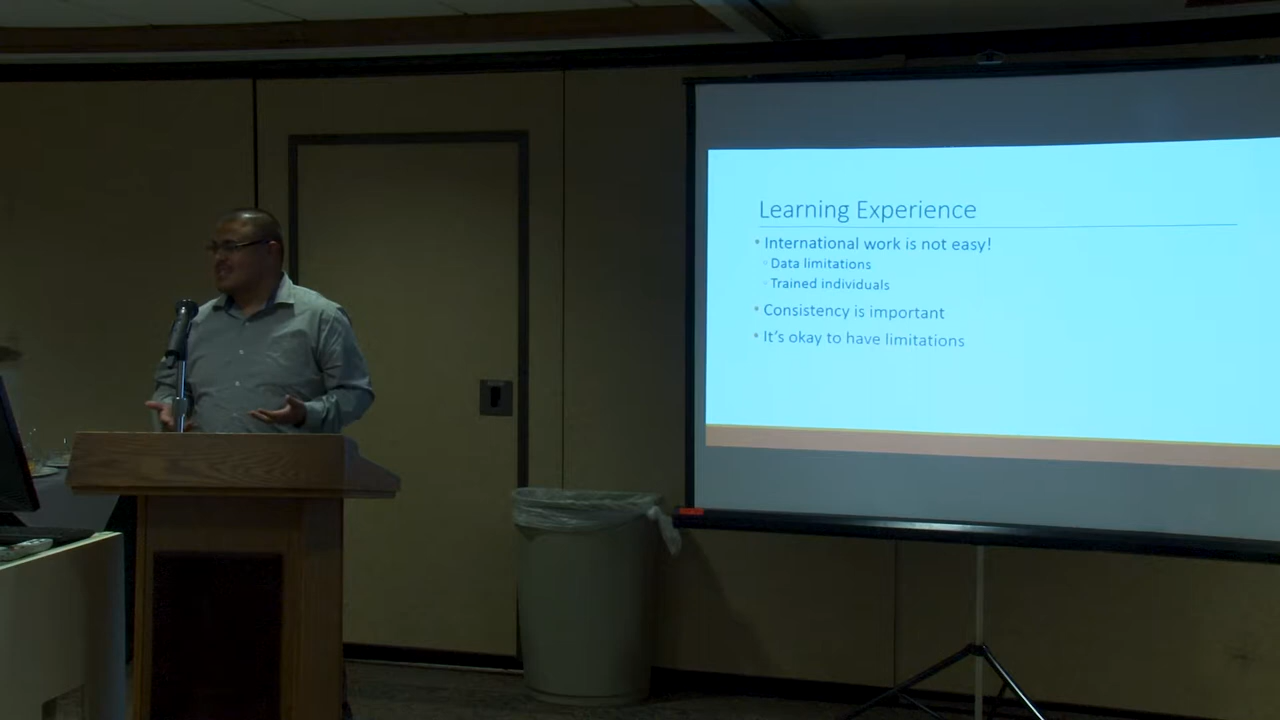 Learning Experience
• International work is not easy!
◦ Data limitations
◦ Trained individuals
• Consistency is important
• It's okay to have limitations